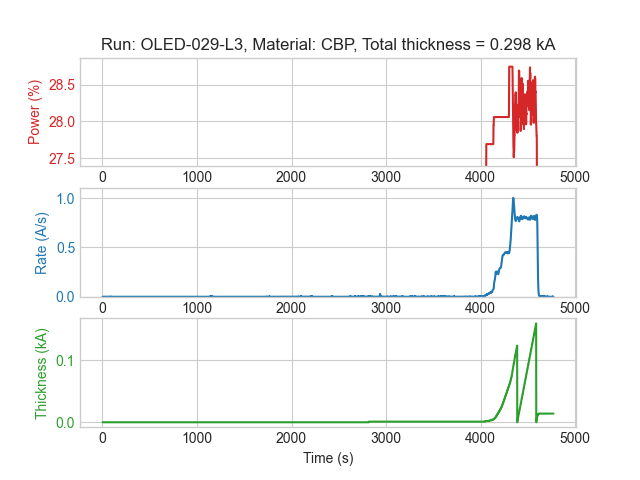 Run: OLED-029-L3, Material: CBP, Total thickness = 0.298 kA
Power (%)
28.5
28.0
27.5
0 1000 2000 3000 4000 5000
Rate (A/s)
1.0
0.5
0.0
0 1000 2000 3000 4000 5000
Thickness (kA)
0.1
0.0
0 1000 2000 3000 4000 5000
Time (s)